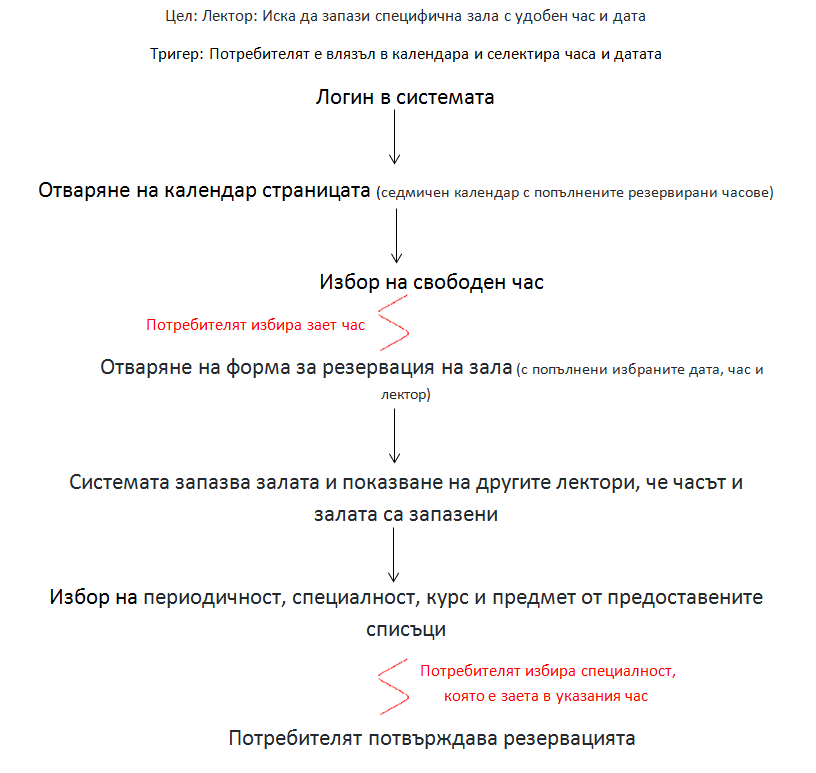 Цел: Лектор: Иска да запази специфична зала с удобен час и дата
Тригер: Потребителят е влязъл в календара и селектира часа и датата
Логин в системата
Отваряне на календар страницата (седмичен календар с попълнените резервирани часове)
Избор на свободен час
Потребителят избира зает час
Отваряне на форма за резервация на зала (с попълнени избраните дата, час и
лектор)
Системата запазва залата и показване на другите лектори, че часът и
залата са запазени
Избор на периодичност, специалност, курс и предмет от предоставените
списъци
Потребителят избира специалност,
която е заета в указания час
Потребителят потвърждава резервацията